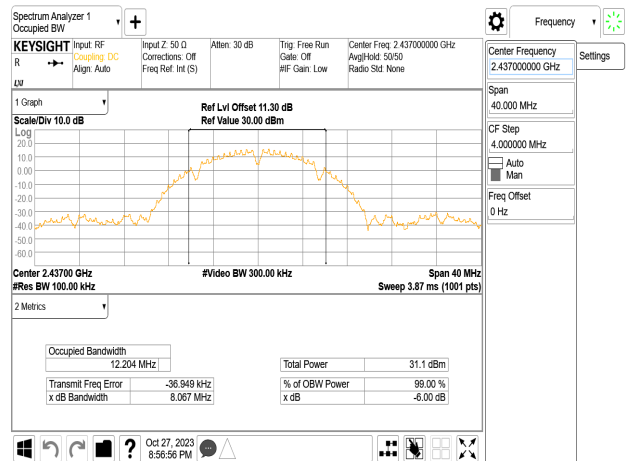 Spectrum Analyzer 1
Occupied BW
KEYSIGHT
R
Input: RF
Coupling: DC
Align: Auto
Input Z: 50 Ω
Corrections: Off
Freq Ref: Int (S)
Atten: 30 dB
Trig: Free Run
Gate: Off
#IF Gain: Low
Center Freq: 2.437000000 GHz
Avg|Hold: 50/50
Radio Std: None
Frequency
Center Frequency
2.437000000 GHz
Settings
Span
40.000 MHz
CF Step
4.000000 MHz
Auto
Man
Freq Offset
0 Hz
1 Graph
Scale/Div 10.0 dB
Ref Lvl Offset 11.30 dB
Ref Value 30.00 dBm
Log
20.0
10.0
0.00
-10.0
-20.0
-30.0
-40.0
-50.0
-60.0
Center 2.43700 GHz
#Res BW 100.00 kHz
#Video BW 300.00 kHz
Span 40 MHz
Sweep 3.87 ms (1001 pts)
2 Metrics
Occupied Bandwidth
12.204 MHz
Total Power 31.1 dBm
Transmit Freq Error -36.949 kHz
% of OBW Power 99.00 %
x dB Bandwidth 8.067 MHz
x dB -6.00 dB
?
Oct 27, 2023
8:56:56 PM